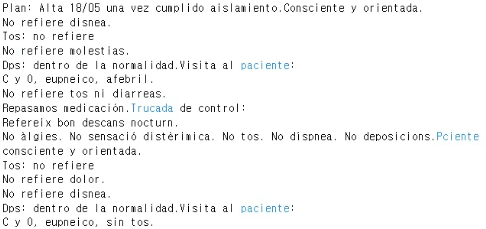 Plan: Alta 18/05 una vez cumplido aislamiento.Consciente y orientada.
No refiere disnea.
Tos: no refiere
No refiere molestias.
Dps: dentro de la normalidad.Visita al paciente:
C y O, eupneico, afebril.
No refiere tos ni diarreas.
Repasamos medicación.Trucada de control:
Refereix bon descans nocturn.
No àlgies. No sensació distérimica. No tos. No dispnea. No deposicions.Pciente
consciente y orientada.
Tos: no refiere
No refiere dolor.
No refiere disnea.
Dps: dentro de la normalidad.Visita al paciente:
C y O, eupneico, sin tos.